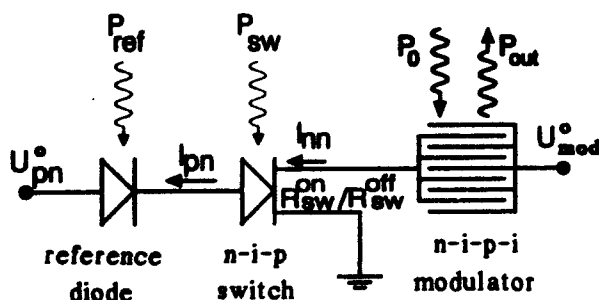 P_ref P_sw P_0 P_out
U°_pn I_pn I_nn U°_mod
R^on_sw/R^off_sw
reference diode
n-i-p switch
n-i-p-i modulator